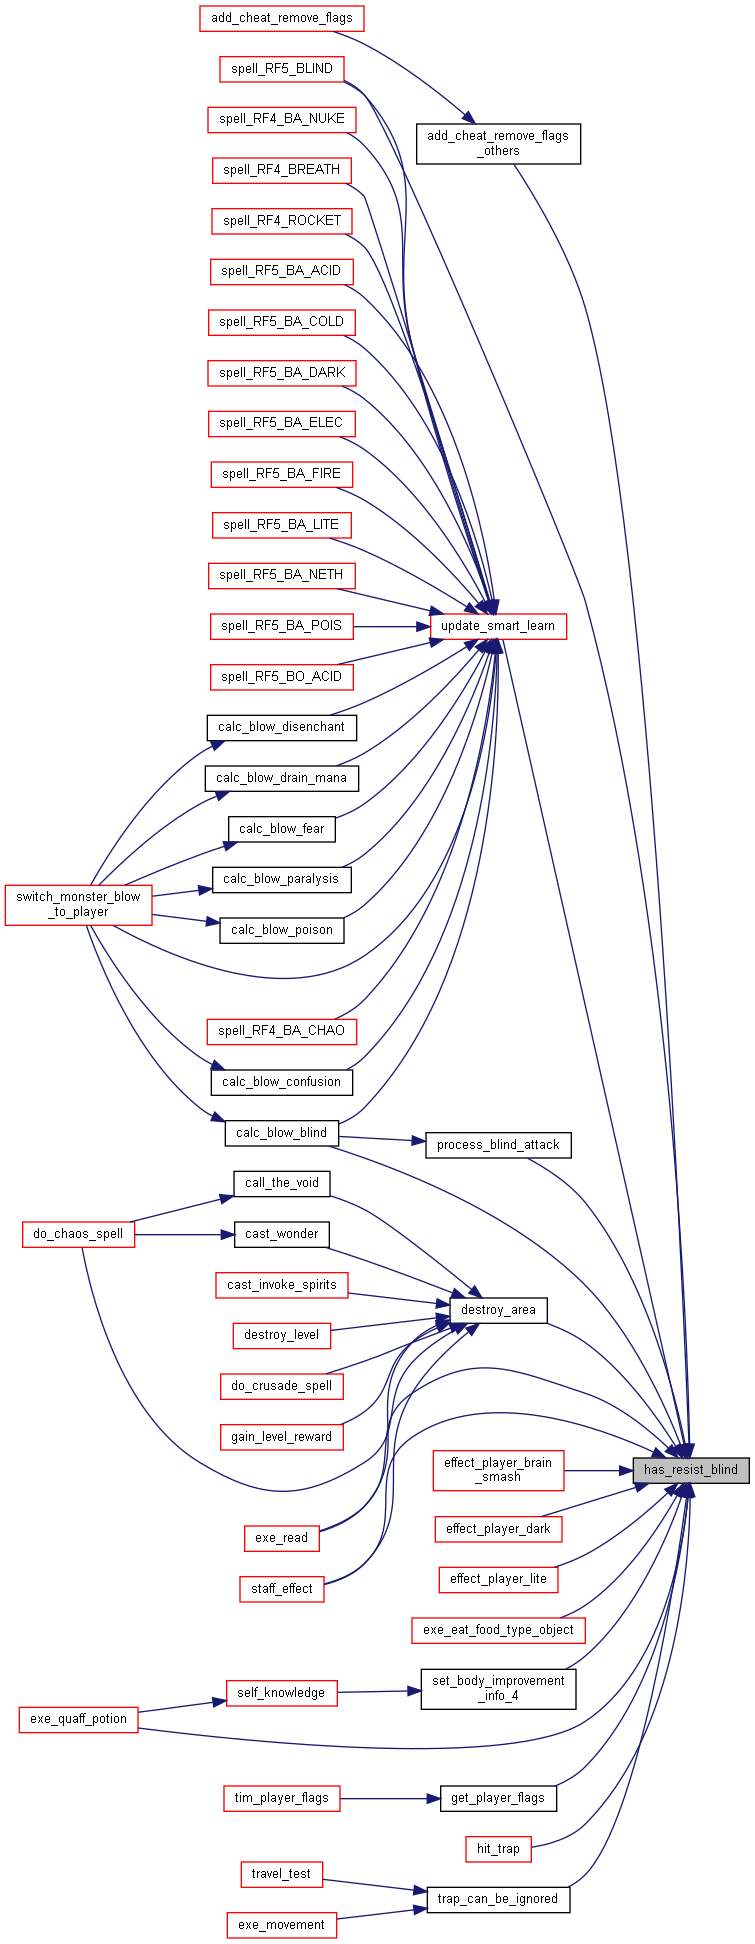 add_cheat_remove_flags
spell_RF5_BLIND
spell_RF4_BA_NUKE
add_cheat_remove_flags
_others
spell_RF4_BREATH
spell_RF4_ROCKET
spell_RF5_BA_ACID
spell_RF5_BA_COLD
spell_RF5_BA_DARK
spell_RF5_BA_ELEC
spell_RF5_BA_FIRE
spell_RF5_BA_LITE
spell_RF5_BA_NETH
spell_RF5_BA_POIS
update_smart_learn
spell_RF5_BO_ACID
calc_blow_disenchant
calc_blow_drain_mana
calc_blow_fear
calc_blow_paralysis
switch_monster_blow
_to_player
calc_blow_poison
spell_RF4_BA_CHAO
calc_blow_confusion
calc_blow_blind
process_blind_attack
call_the_void
do_chaos_spell
cast_wonder
cast_invoke_spirits
destroy_area
destroy_level
do_crusade_spell
gain_level_reward
effect_player_brain
_smash
has_resist_blind
exe_read
effect_player_dark
staff_effect
effect_player_lite
exe_eat_food_type_object
set_body_improvement
_info_4
self_knowledge
exe_quaff_potion
tim_player_flags
get_player_flags
hit_trap
travel_test
trap_can_be_ignored
exe_movement